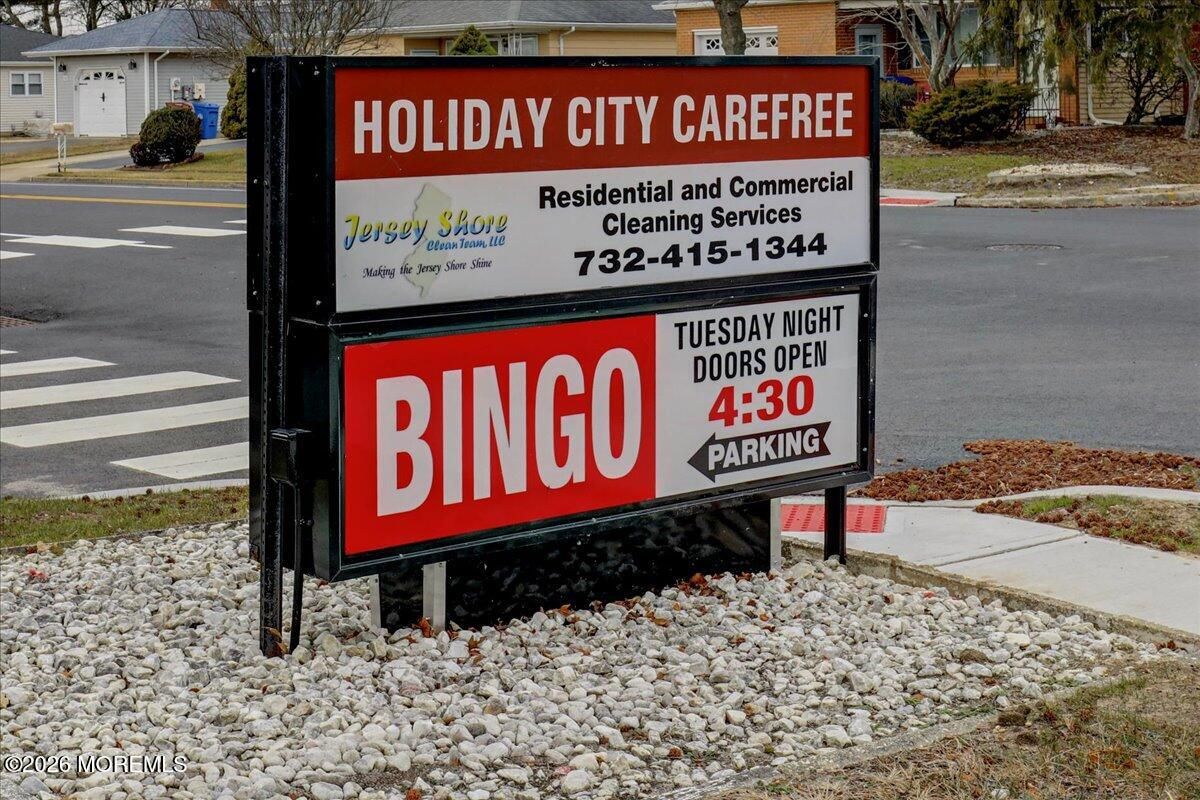 HOLIDAY CITY CAREFREE
Jersey Shore
Clean Team, LLC
Making the Jersey Shore Shine
Residential and Commercial
Cleaning Services
732-415-1344
BINGO
TUESDAY NIGHT
DOORS OPEN
4:30
PARKING
©2026 MOREMLS